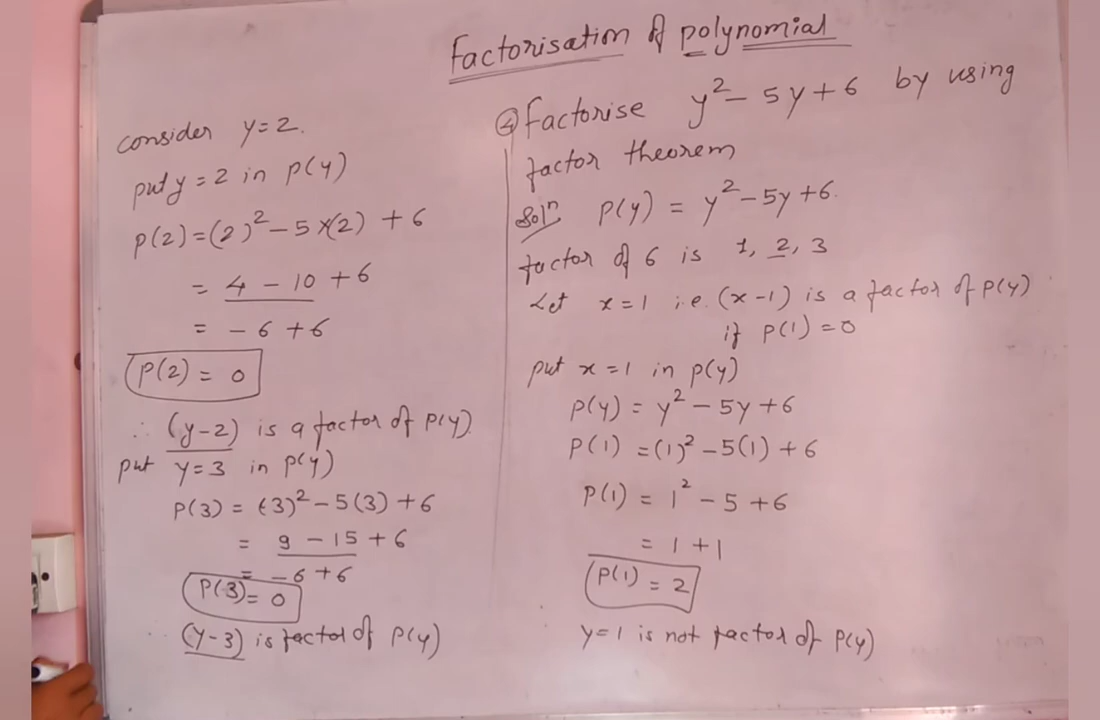 Factorisation of polynomial
④ Factorise y² - 5y + 6 by using
factor theorem
Solⁿ p(y) = y² - 5y + 6.
factor of 6 is 1, 2, 3
Let x = 1 i.e. (x - 1) is a factor of p(y)
if p(1) = 0
put x = 1 in p(y)
p(y) = y² - 5y + 6
p(1) = (1)² - 5(1) + 6
p(1) = 1² - 5 + 6
= 1 + 1
p(1) = 2
y = 1 is not factor of p(y)
consider y = 2.
put y = 2 in p(y)
p(2) = (2)² - 5×(2) + 6
= 4 - 10 + 6
= - 6 + 6
p(2) = 0
∴ (y - 2) is a factor of p(y)
put y = 3 in p(y)
p(3) = (3)² - 5(3) + 6
= 9 - 15 + 6
= - 6 + 6
p(3) = 0
∴ (y - 3) is factor of p(y)